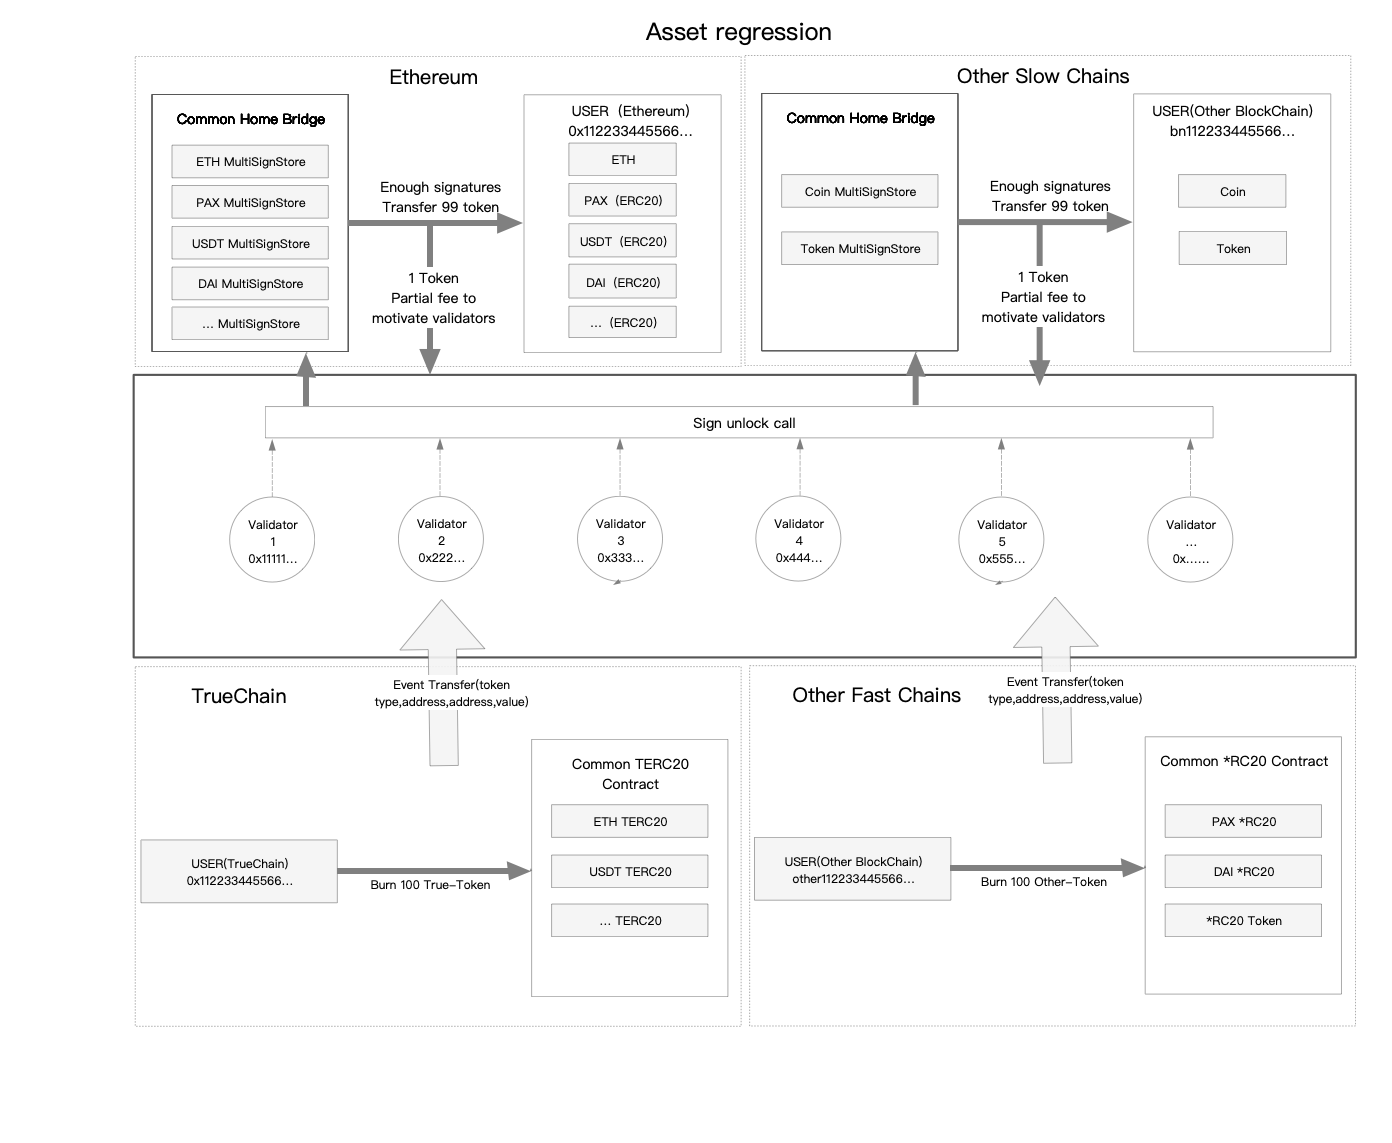 Asset regression
Ethereum
Common Home Bridge
ETH MultiSignStore
PAX MultiSignStore
USDT MultiSignStore
DAI MultiSignStore
... MultiSignStore
Enough signatures
Transfer 99 token
1 Token
Partial fee to
motivate validators
USER (Ethereum)
0x112233445566...
ETH
PAX (ERC20)
USDT (ERC20)
DAI (ERC20)
... (ERC20)
Other Slow Chains
Common Home Bridge
Coin MultiSignStore
Token MultiSignStore
Enough signatures
Transfer 99 token
1 Token
Partial fee to
motivate validators
USER(Other BlockChain)
bn112233445566...
Coin
Token
Sign unlock call
Validator
1
0x11111...
Validator
2
0x222...
Validator
3
0x333...
Validator
4
0x444...
Validator
5
0x555...
Validator
...
0x......
TrueChain
Event Transfer(token
type,address,address,value)
Common TERC20
Contract
ETH TERC20
USDT TERC20
... TERC20
USER(TrueChain)
0x112233445566...
Burn 100 True-Token
Other Fast Chains
Event Transfer(token
type,address,address,value)
Common *RC20 Contract
PAX *RC20
DAI *RC20
*RC20 Token
USER(Other BlockChain)
other112233445566...
Burn 100 Other-Token